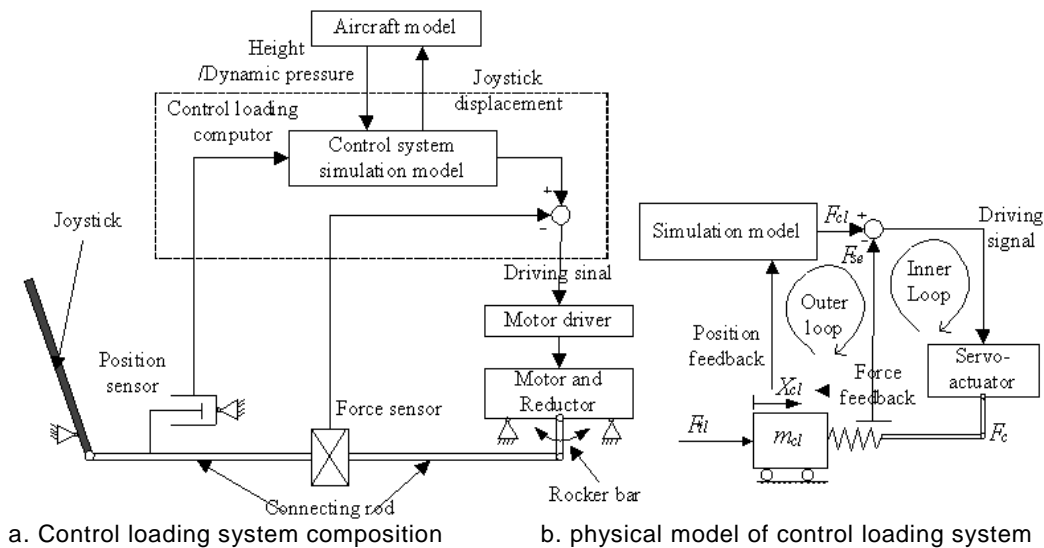 Aircraft model
Height
/Dynamic pressure
Joystick
displacement
Control loading
computor
Control system
simulation model
+
-
Joystick
Driving sinal
Motor driver
Position
sensor
Force sensor
Motor and
Reductor
Rocker bar
Connecting rod
a. Control loading system composition
Simulation model
Fcl
+
-
Fse
Driving
signal
Outer
loop
Inner
Loop
Position
feedback
Servo-
actuator
Xcl
Force
feedback
mcl
Fc
b. physical model of control loading system